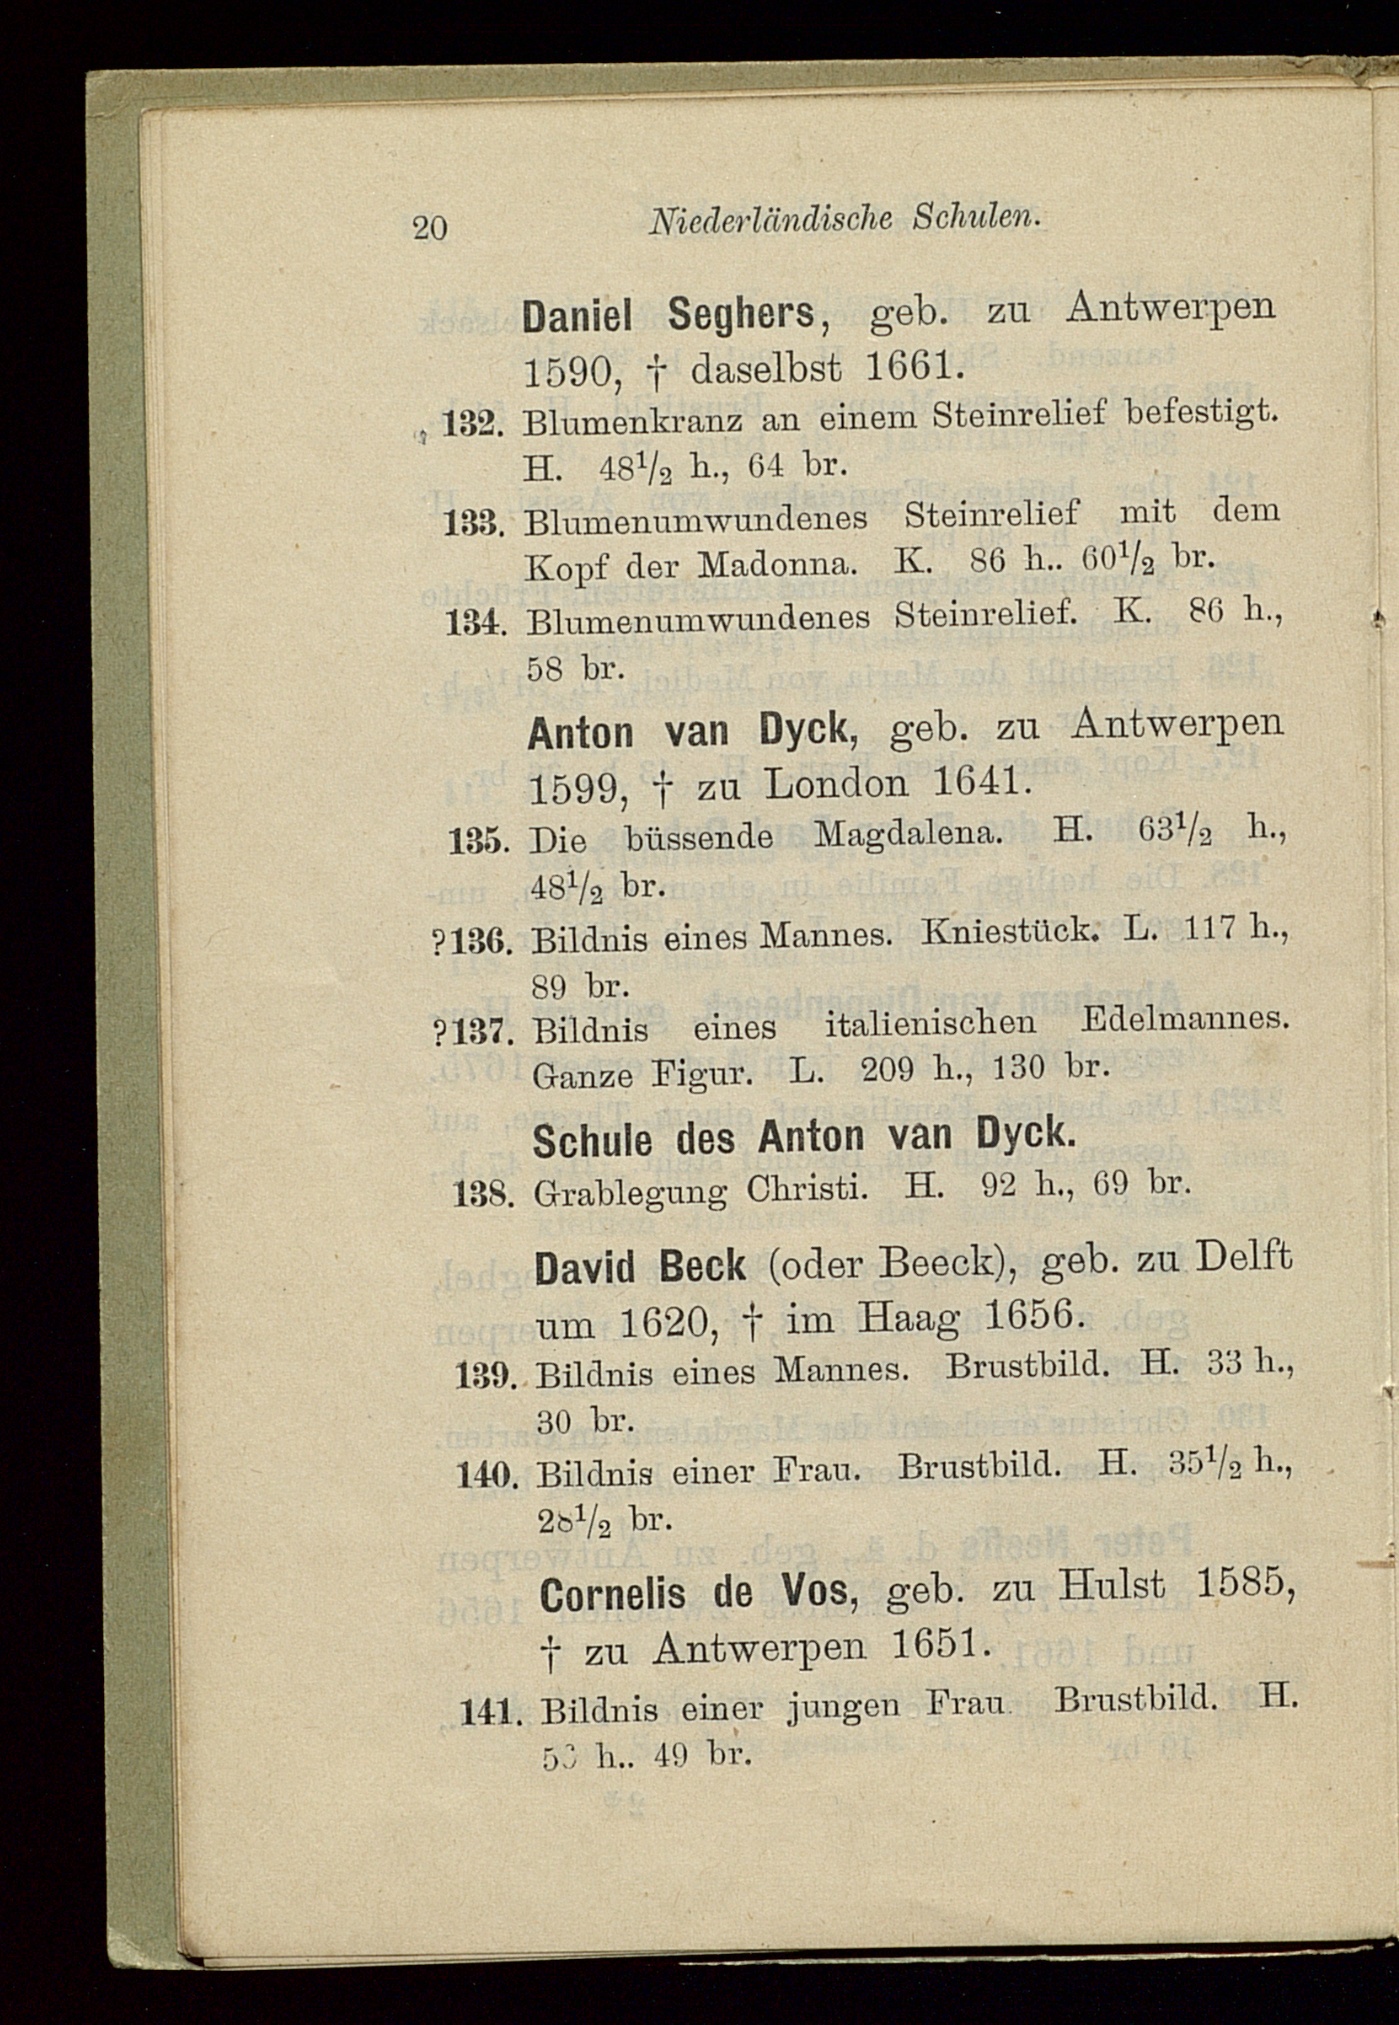 20 Niederländische Schulen.
Daniel Seghers, geb. zu Antwerpen
1590, † daselbst 1661.
132. Blumenkranz an einem Steinrelief befestigt.
H. 48½ h., 64 br.
133. Blumenumwundenes Steinrelief mit dem
Kopf der Madonna. K. 86 h.. 60½ br.
134. Blumenumwundenes Steinrelief. K. 86 h.,
58 br.
Anton van Dyck, geb. zu Antwerpen
1599, † zu London 1641.
135. Die büssende Magdalena. H. 63½ h.,
48½ br.
?136. Bildnis eines Mannes. Kniestück. L. 117 h.,
89 br.
?137. Bildnis eines italienischen Edelmannes.
Ganze Figur. L. 209 h., 130 br.
Schule des Anton van Dyck.
138. Grablegung Christi. H. 92 h., 69 br.
David Beck (oder Beeck), geb. zu Delft
um 1620, † im Haag 1656.
139. Bildnis eines Mannes. Brustbild. H. 33 h.,
30 br.
140. Bildnis einer Frau. Brustbild. H. 35½ h.,
28½ br.
Cornelis de Vos, geb. zu Hulst 1585,
† zu Antwerpen 1651.
141. Bildnis einer jungen Frau. Brustbild. H.
h.. 49 br.